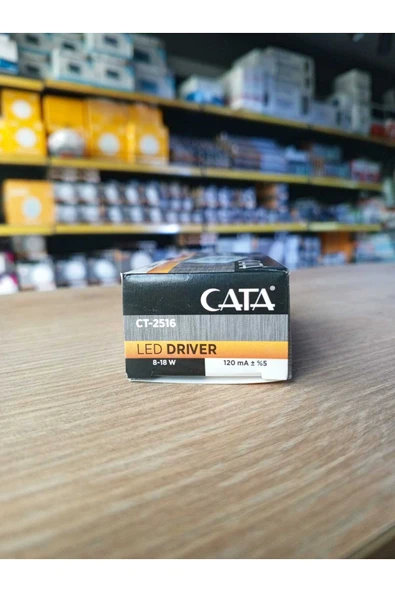 CATA®
CT-2516
LED DRIVER
8-18 W 120 mA ± %5